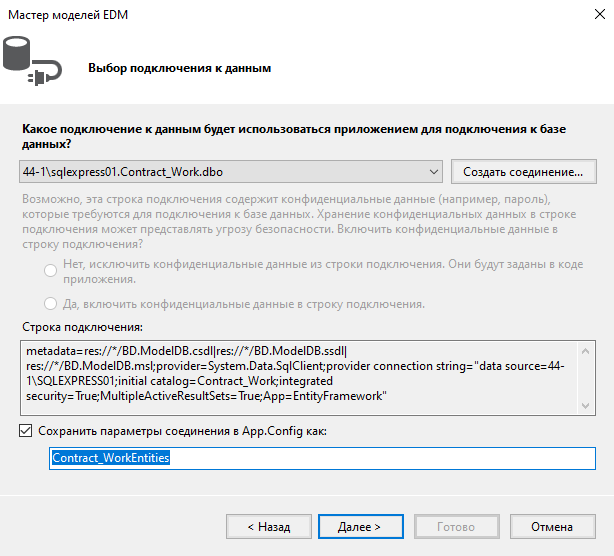 Мастер моделей EDM
Выбор подключения к данным
Какое подключение к данным будет использоваться приложением для подключения к базе
данных?
44-1\sqlexpress01.Contract_Work.dbo
Создать соединение...
Возможно, эта строка подключения содержит конфиденциальные данные (например, пароль),
которые требуются для подключения к базе данных. Хранение конфиденциальных данных в строке
подключения может представлять угрозу безопасности. Включить конфиденциальные данные в
строку подключения?
Нет, исключить конфиденциальные данные из строки подключения. Они будут заданы в коде
приложения.
Да, включить конфиденциальные данные в строку подключения.
Строка подключения:
metadata=res://*/BD.ModelDB.csdl|res://*/BD.ModelDB.ssdl|
res://*/BD.ModelDB.msl;provider=System.Data.SqlClient;provider connection string="data source=44-
1\SQLEXPRESS01;initial catalog=Contract_Work;integrated
security=True;MultipleActiveResultSets=True;App=EntityFramework"
Сохранить параметры соединения в App.Config как:
Contract_WorkEntities
< Назад
Далее >
Готово
Отмена